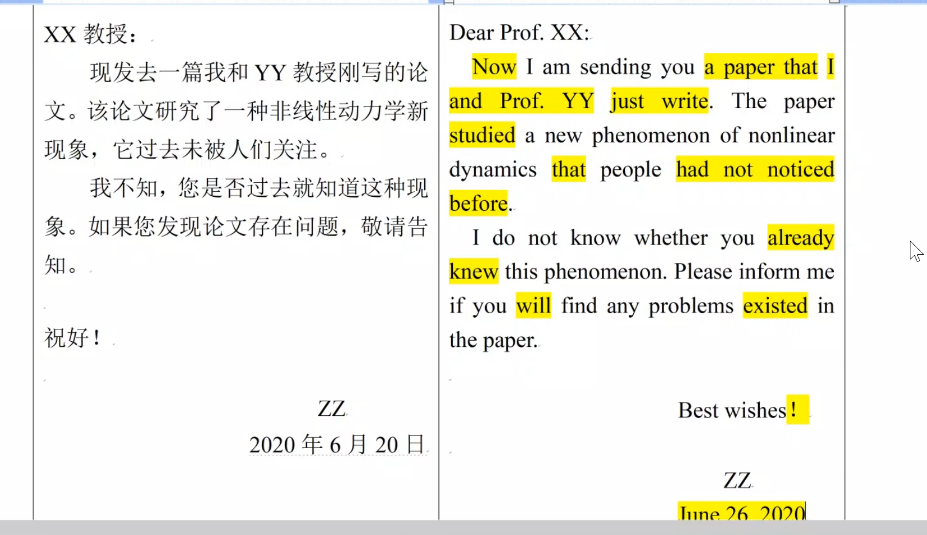 XX 教授：
现发去一篇我和 YY 教授刚写的论
文。该论文研究了一种非线性动力学新
现象，它过去未被人们关注。
我不知，您是否过去就知道这种现
象。如果您发现论文存在问题，敬请告
知。
祝好！
ZZ
2020 年 6 月 20 日
Dear Prof. XX:
Now I am sending you a paper that I
and Prof. YY just write. The paper
studied a new phenomenon of nonlinear
dynamics that people had not noticed
before.
I do not know whether you already
knew this phenomenon. Please inform me
if you will find any problems existed in
the paper.
Best wishes！
ZZ
June 26, 2020